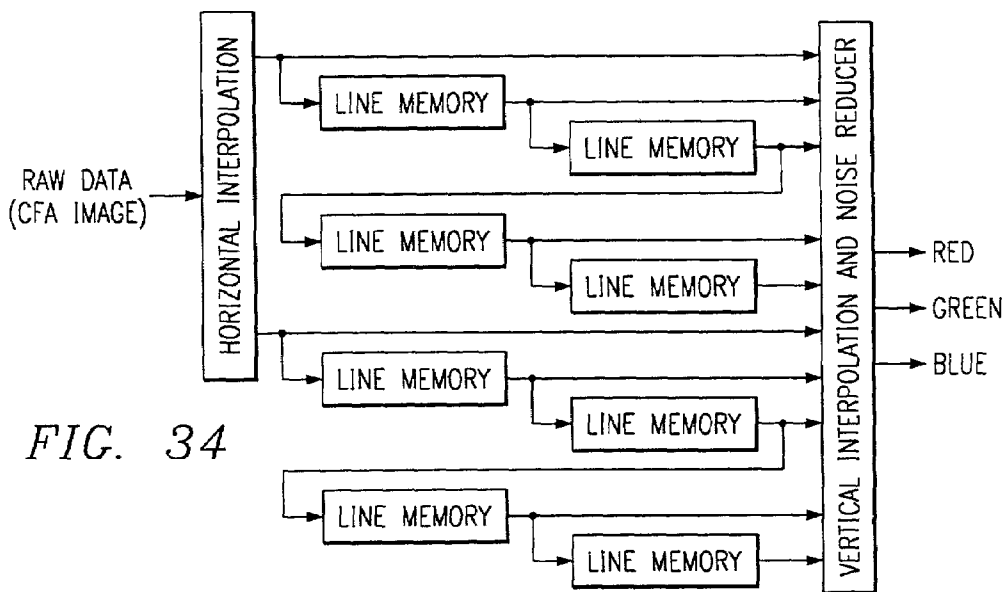 HORIZONTAL INTERPOLATION
LINE MEMORY
LINE MEMORY
RAW DATA
(CFA IMAGE)
LINE MEMORY
LINE MEMORY
LINE MEMORY
LINE MEMORY
LINE MEMORY
LINE MEMORY
VERTICAL INTERPOLATION AND NOISE REDUCER
RED
GREEN
BLUE
FIG. 34